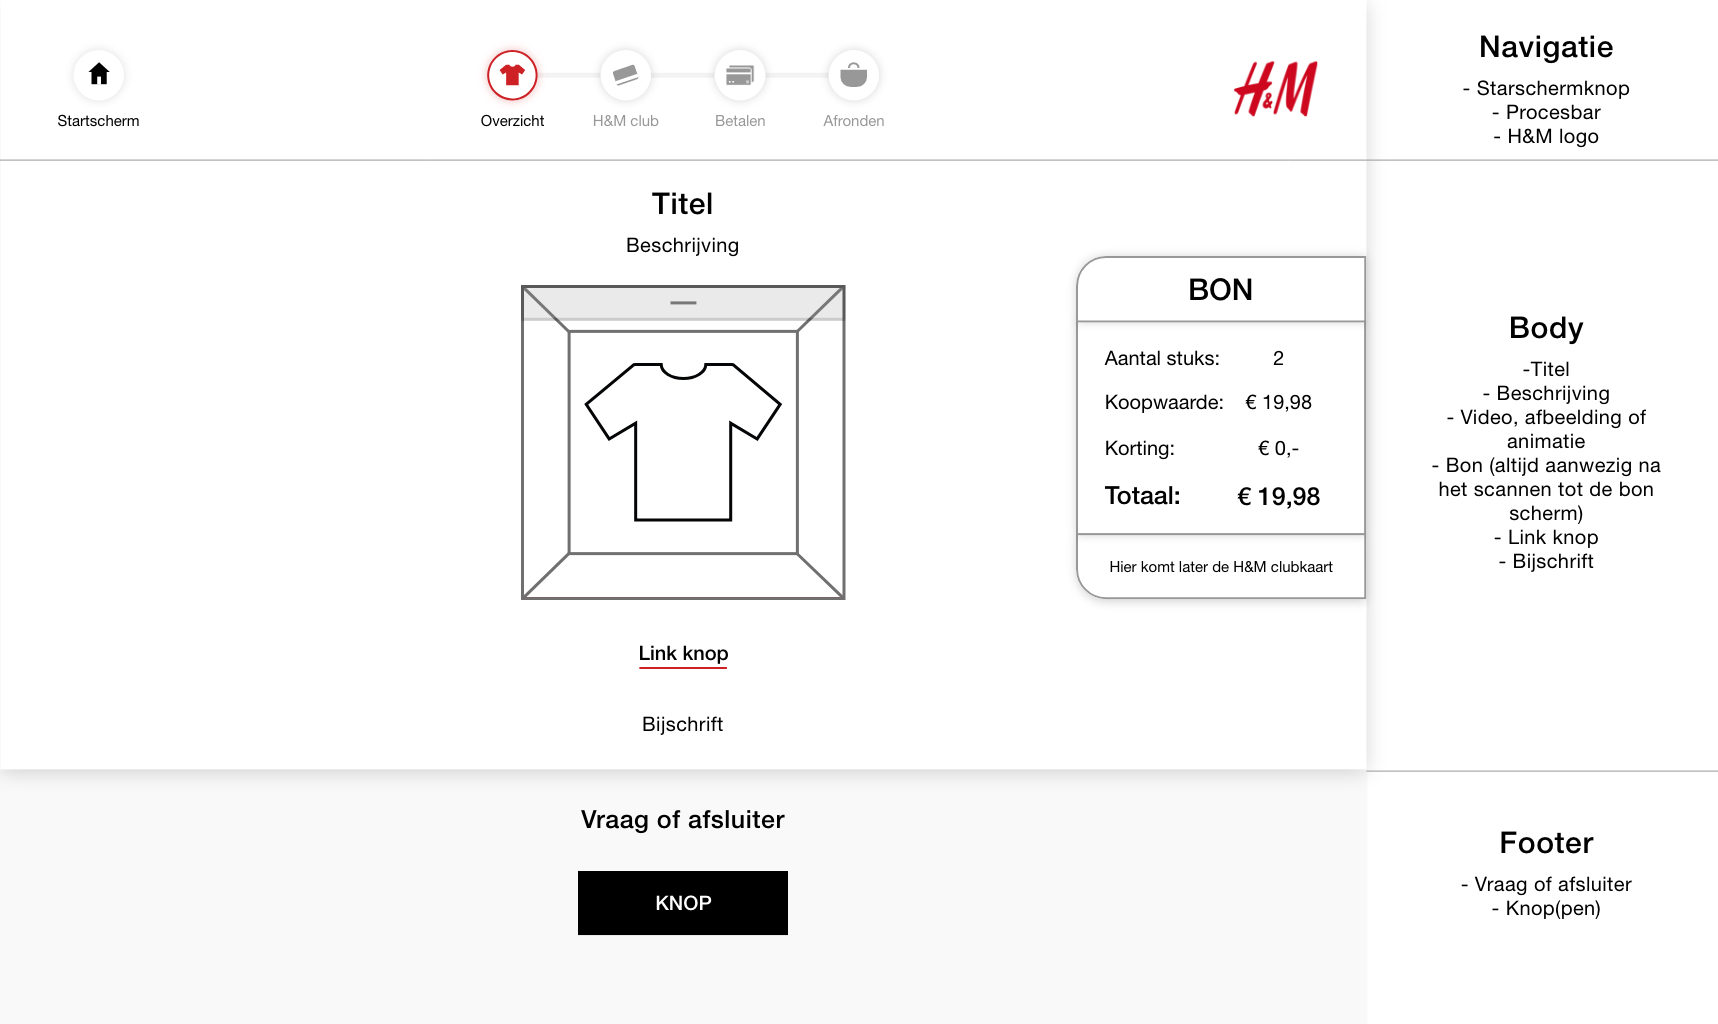 Startscherm
Overzicht
H&M club
Betalen
Afronden
H&M
Navigatie
- Starschermknop
- Procesbar
- H&M logo
Titel
Beschrijving
BON
Aantal stuks: 2
Koopwaarde: € 19,98
Korting: € 0,-
Totaal: € 19,98
Hier komt later de H&M clubkaart
Link knop
Bijschrift
Body
-Titel
- Beschrijving
- Video, afbeelding of
animatie
- Bon (altijd aanwezig na
het scannen tot de bon
scherm)
- Link knop
- Bijschrift
Vraag of afsluiter
KNOP
Footer
- Vraag of afsluiter
- Knop(pen)